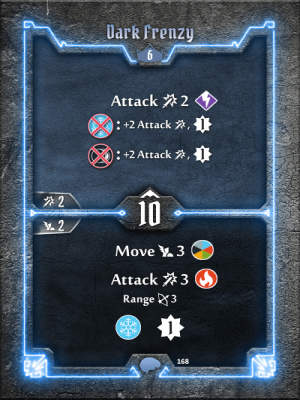 Dark Frenzy
6
Attack 2
: +2 Attack , 1
: +2 Attack , 1
2
10
2
Move 3
Attack 3
Range 3
1
168